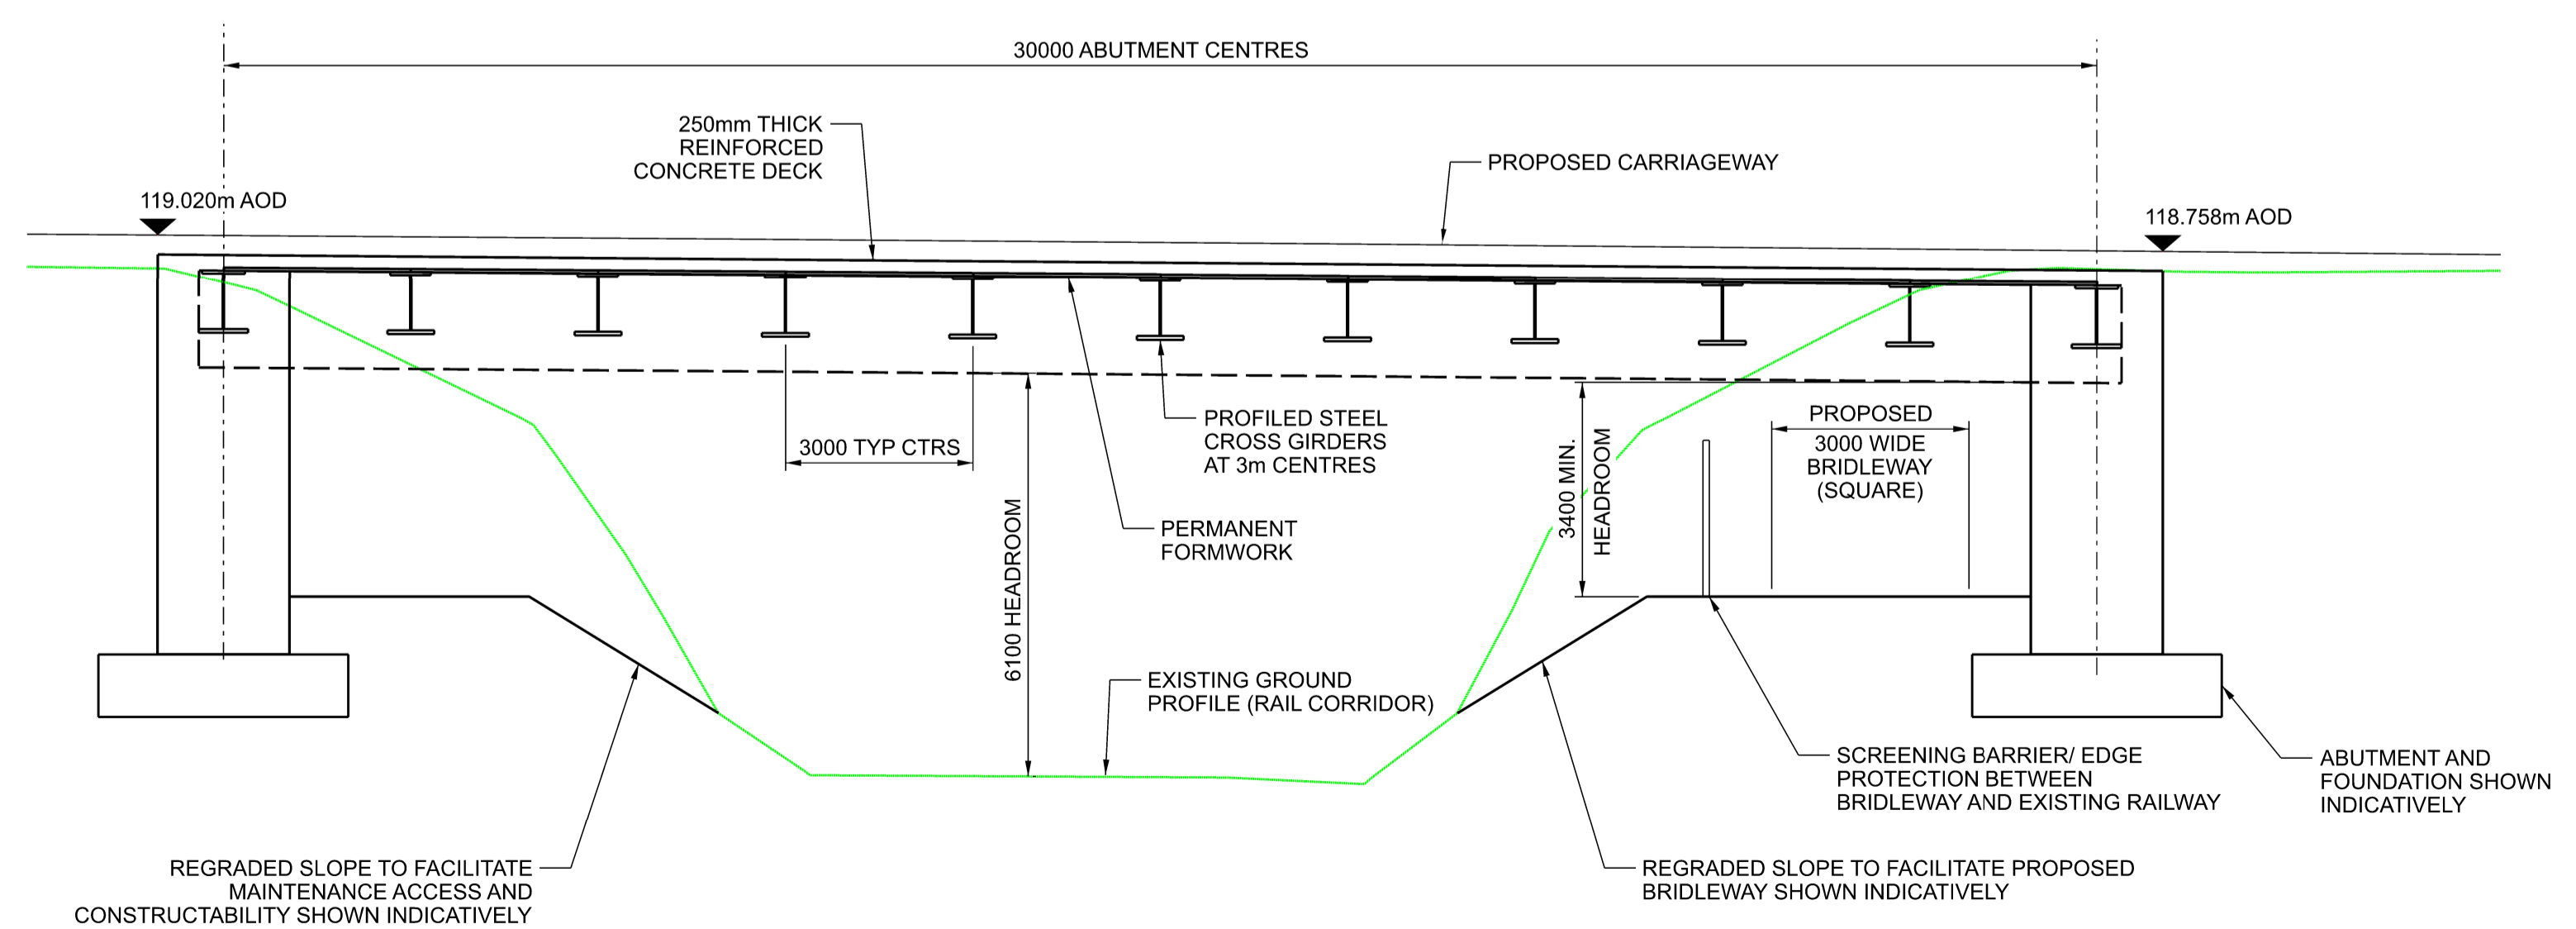 30000 ABUTMENT CENTRES
250mm THICK
REINFORCED
CONCRETE DECK
PROPOSED CARRIAGEWAY
119.020m AOD
118.758m AOD
3000 TYP CTRS
PROFILED STEEL
CROSS GIRDERS
AT 3m CENTRES
PERMANENT
FORMWORK
6100 HEADROOM
3400 MIN.
HEADROOM
PROPOSED
3000 WIDE
BRIDLEWAY
(SQUARE)
EXISTING GROUND
PROFILE (RAIL CORRIDOR)
SCREENING BARRIER/ EDGE
PROTECTION BETWEEN
BRIDLEWAY AND EXISTING RAILWAY
ABUTMENT AND
FOUNDATION SHOWN
INDICATIVELY
REGRADED SLOPE TO FACILITATE
MAINTENANCE ACCESS AND
CONSTRUCTABILITY SHOWN INDICATIVELY
REGRADED SLOPE TO FACILITATE PROPOSED
BRIDLEWAY SHOWN INDICATIVELY